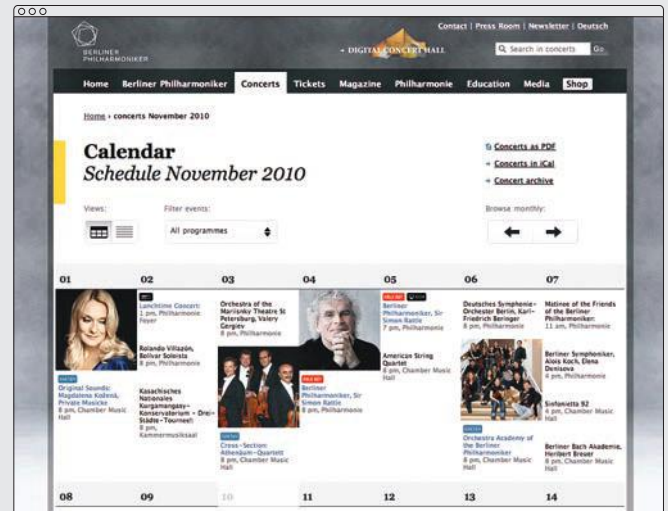 Contact | Press Room | Newsletter | Deutsch
BERLINER
PHILHARMONIKER
DIGITAL CONCERT HALL
Search in concerts Go
Home Berliner Philharmoniker Concerts Tickets Magazine Philharmonie Education Media Shop
Home › concerts November 2010
Calendar
Schedule November 2010
Concerts as PDF
Concerts in iCal
Concert archive
Views: Filter events: Browse monthly:
All programmes
01 02 03 04 05 06 07
Original Sounds:
Magdalena Kožená,
Private Musicke
8 pm, Chamber Music
Hall
Lunchtime Concert:
1 pm, Philharmonie
Foyer
Rolando Villazón,
Bolivar Soloists
8 pm, Philharmonie
Kasachisches
Nationales
Kurgamangasy-
Konservatorium - Drei-
Städte-Tournee!:
8 pm,
Kammermusiksaal
Orchestra of the
Mariinsky Theatre St
Petersburg, Valery
Gergiev
8 pm, Philharmonie
Cross-Section:
Athenäum-Quartett
8 pm, Chamber Music
Hall
Berliner
Philharmoniker, Sir
Simon Rattle
8 pm, Philharmonie
Berliner
Philharmoniker, Sir
Simon Rattle
7 pm, Philharmonie
American String
Quartet
8 pm, Chamber Music
Hall
Deutsches Symphonie-
Orchester Berlin, Karl-
Friedrich Beringer
8 pm, Philharmonie
Orchestra Academy of
the Berliner
Philharmoniker
8 pm, Chamber Music
Hall
Matinee of the Friends
of the Berliner
Philharmoniker:
11 am, Philharmonie
Berliner Symphoniker,
Alois Koch, Elena
Denisova
4 pm, Philharmonie
Sinfonietta 92
4 pm, Chamber Music
Hall
Berliner Bach Akademie,
Heribert Breuer
8 pm, Chamber Music
Hall
08 09 10 11 12 13 14